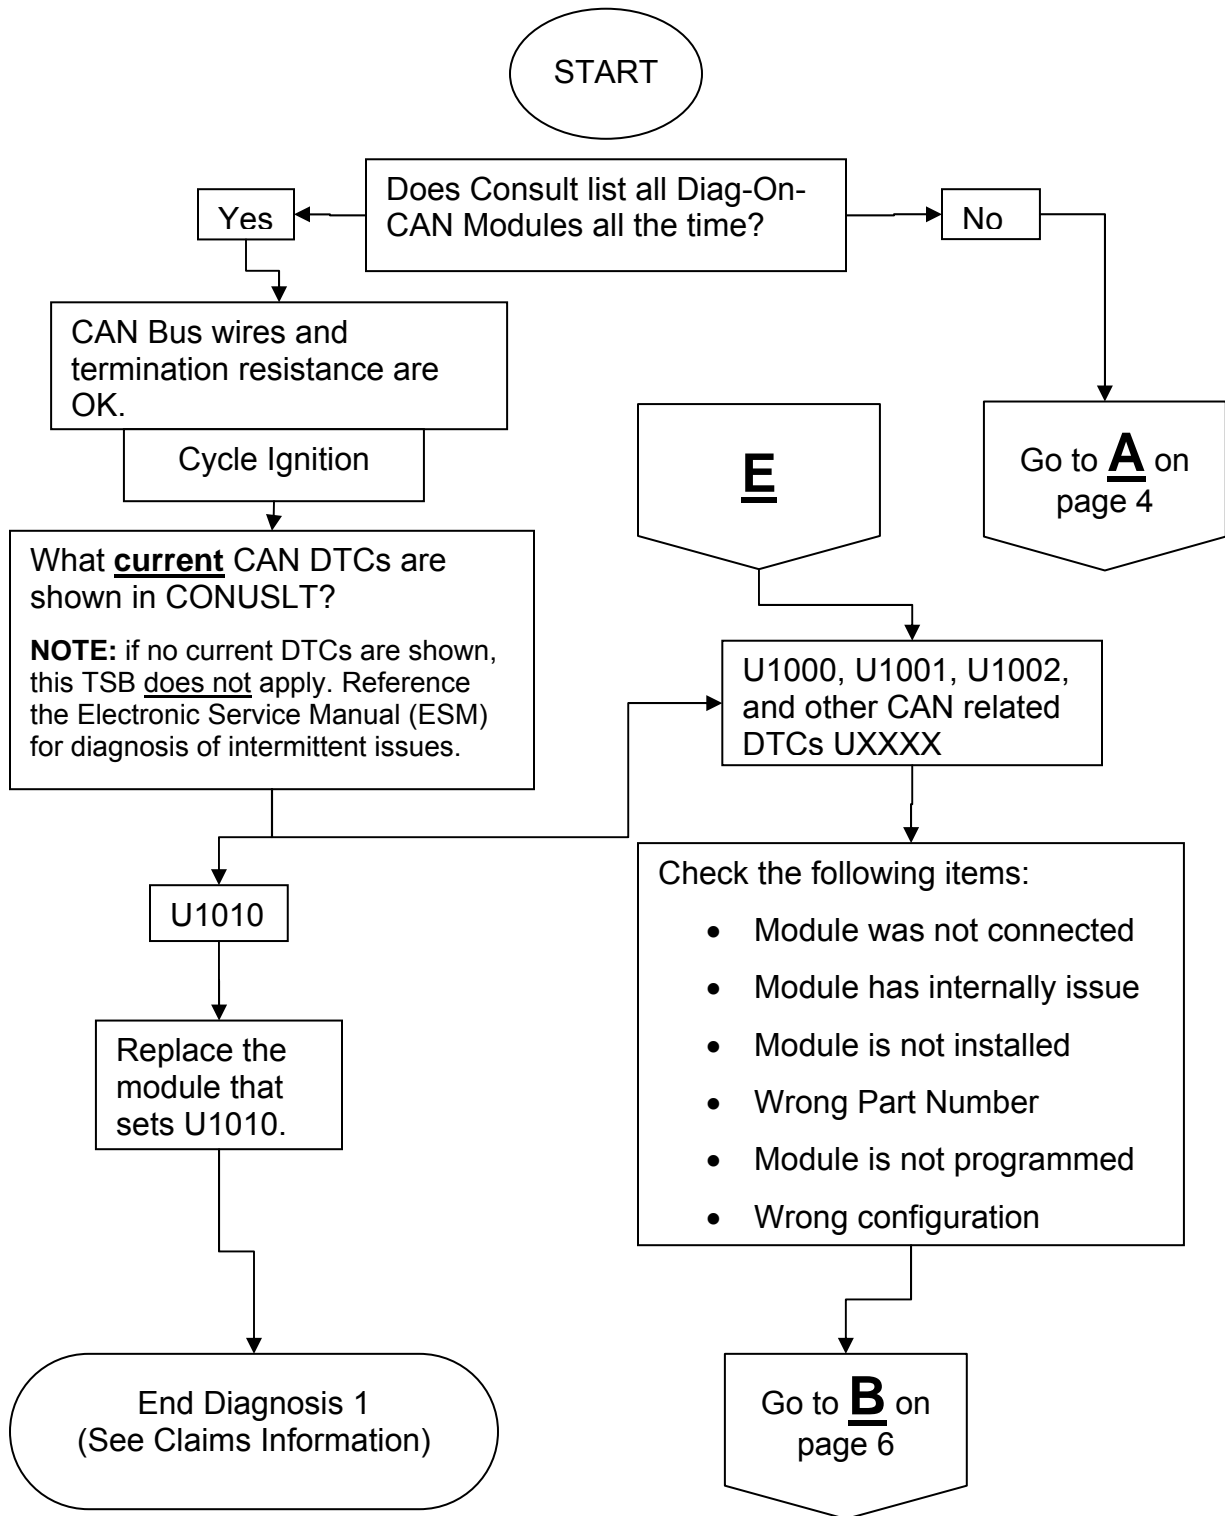 START
Does Consult list all Diag-On-
CAN Modules all the time?
Yes
No
CAN Bus wires and
termination resistance are
OK.
Cycle Ignition
Go to A on
page 4
E
What current CAN DTCs are
shown in CONUSLT?
NOTE: if no current DTCs are shown,
this TSB does not apply. Reference
the Electronic Service Manual (ESM)
for diagnosis of intermittent issues.
U1000, U1001, U1002,
and other CAN related
DTCs UXXXX
U1010
Replace the
module that
sets U1010.
Check the following items:
• Module was not connected
• Module has internally issue
• Module is not installed
• Wrong Part Number
• Module is not programmed
• Wrong configuration
End Diagnosis 1
(See Claims Information)
Go to B on
page 6